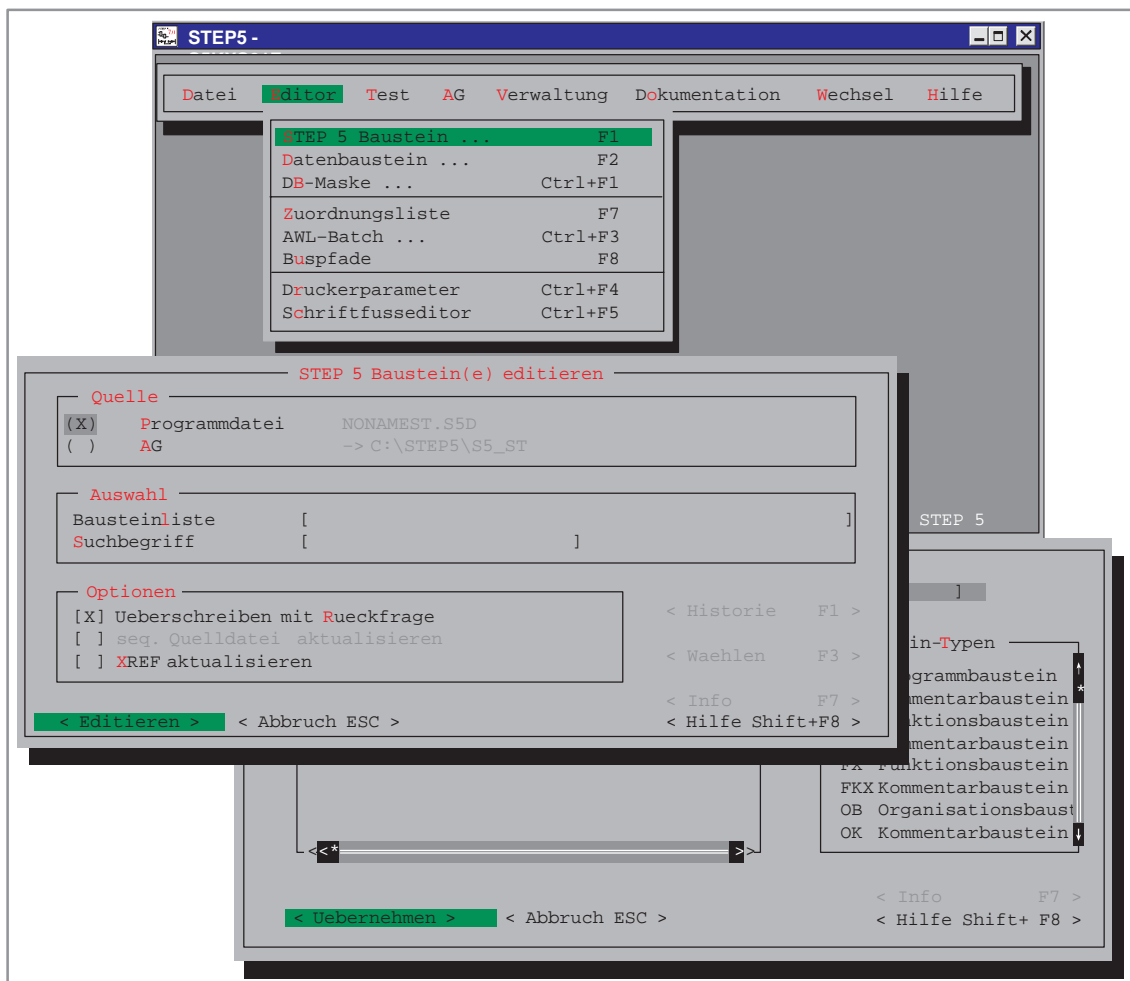 STEP5 -
Datei Editor Test AG Verwaltung Dokumentation Wechsel Hilfe
STEP 5 Baustein ... F1
Datenbaustein ... F2
DB-Maske ... Ctrl+F1
Zuordnungsliste F7
AWL-Batch ... Ctrl+F3
Buspfade F8
Druckerparameter Ctrl+F4
Schriftfusseditor Ctrl+F5
STEP 5 Baustein(e) editieren
Quelle
(X) Programmdatei NONAMEST.S5D
( ) AG -> C:\STEP5\S5_ST
Auswahl
Bausteinliste [ ]
Suchbegriff [ ]
STEP 5
Optionen
[X] Ueberschreiben mit Rueckfrage
[ ] seq. Quelldatei aktualisieren
[ ] XREF aktualisieren
< Historie F1 >
< Waehlen F3 >
< Info F7 >
< Editieren > < Abbruch ESC > < Hilfe Shift+F8 >
]
in-Typen
ogrammbaustein
mmentarbaustein
nktionsbaustein
mmentarbaustein
FX Funktionsbaustein
FKX Kommentarbaustein
OB Organisationsbaust
OK Kommentarbaustein
<<* >>
< Info F7 >
< Uebernehmen > < Abbruch ESC > < Hilfe Shift+ F8 >